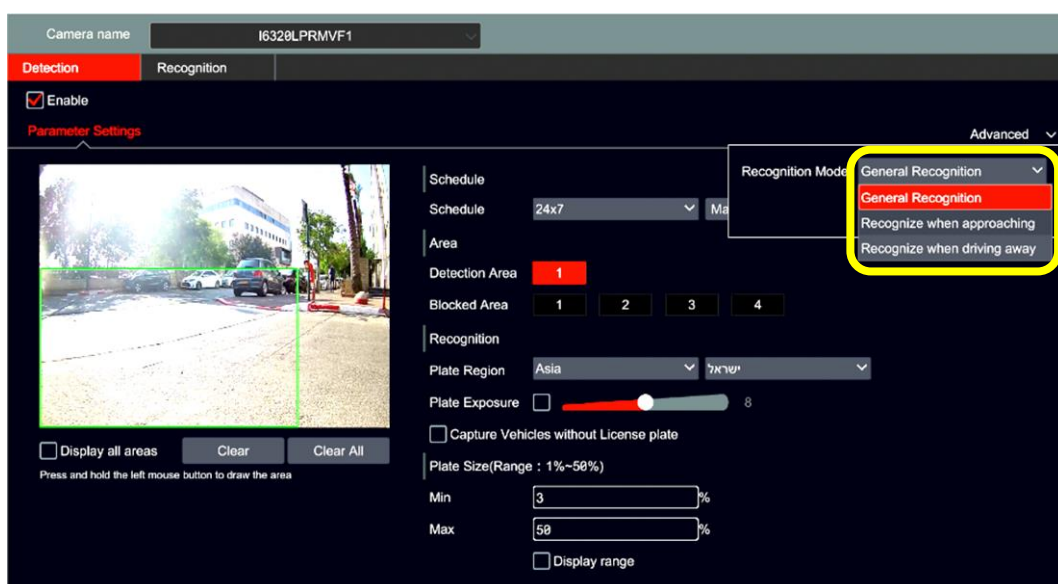 Camera name I6320LPRMVF1
Detection Recognition
Enable
Parameter Settings
Advanced
Recognition Mode General Recognition
General Recognition
Recognize when approaching
Recognize when driving away
Schedule
Schedule 24x7 Ma
Area
Detection Area 1
Blocked Area 1 2 3 4
Recognition
Plate Region Asia ישראל
Plate Exposure 8
Capture Vehicles without License plate
Display all areas Clear Clear All
Press and hold the left mouse button to draw the area
Plate Size(Range : 1%~50%)
Min 3 %
Max 50 %
Display range